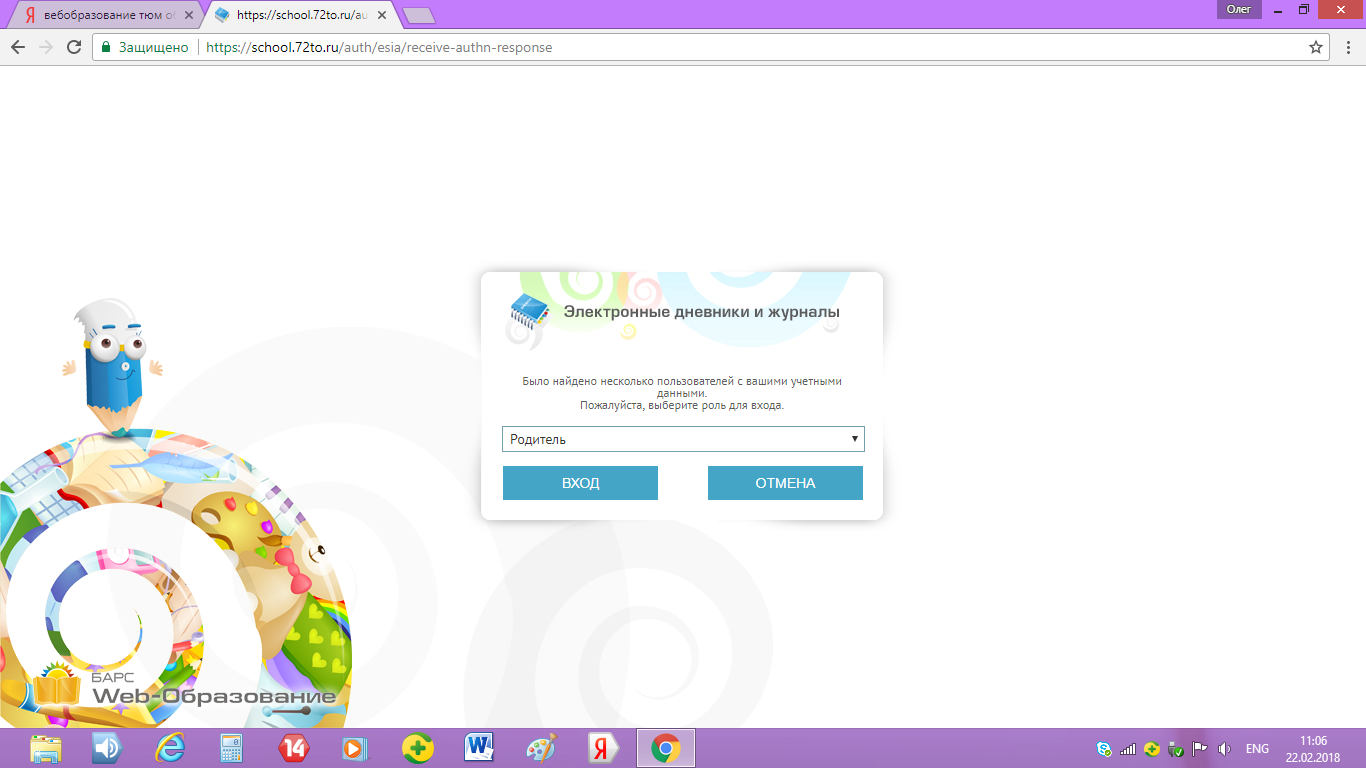 вебобразование тюм об
https://school.72to.ru/au
Олег
Защищено
https://school.72to.ru/auth/esia/receive-authn-response
Электронные дневники и журналы
Было найдено несколько пользователей с вашими учетными
данными.
Пожалуйста, выберите роль для входа.
Родитель
ВХОД
ОТМЕНА
БАРС
Web-Образование
14
W
Я
ENG
11:06
22.02.2018